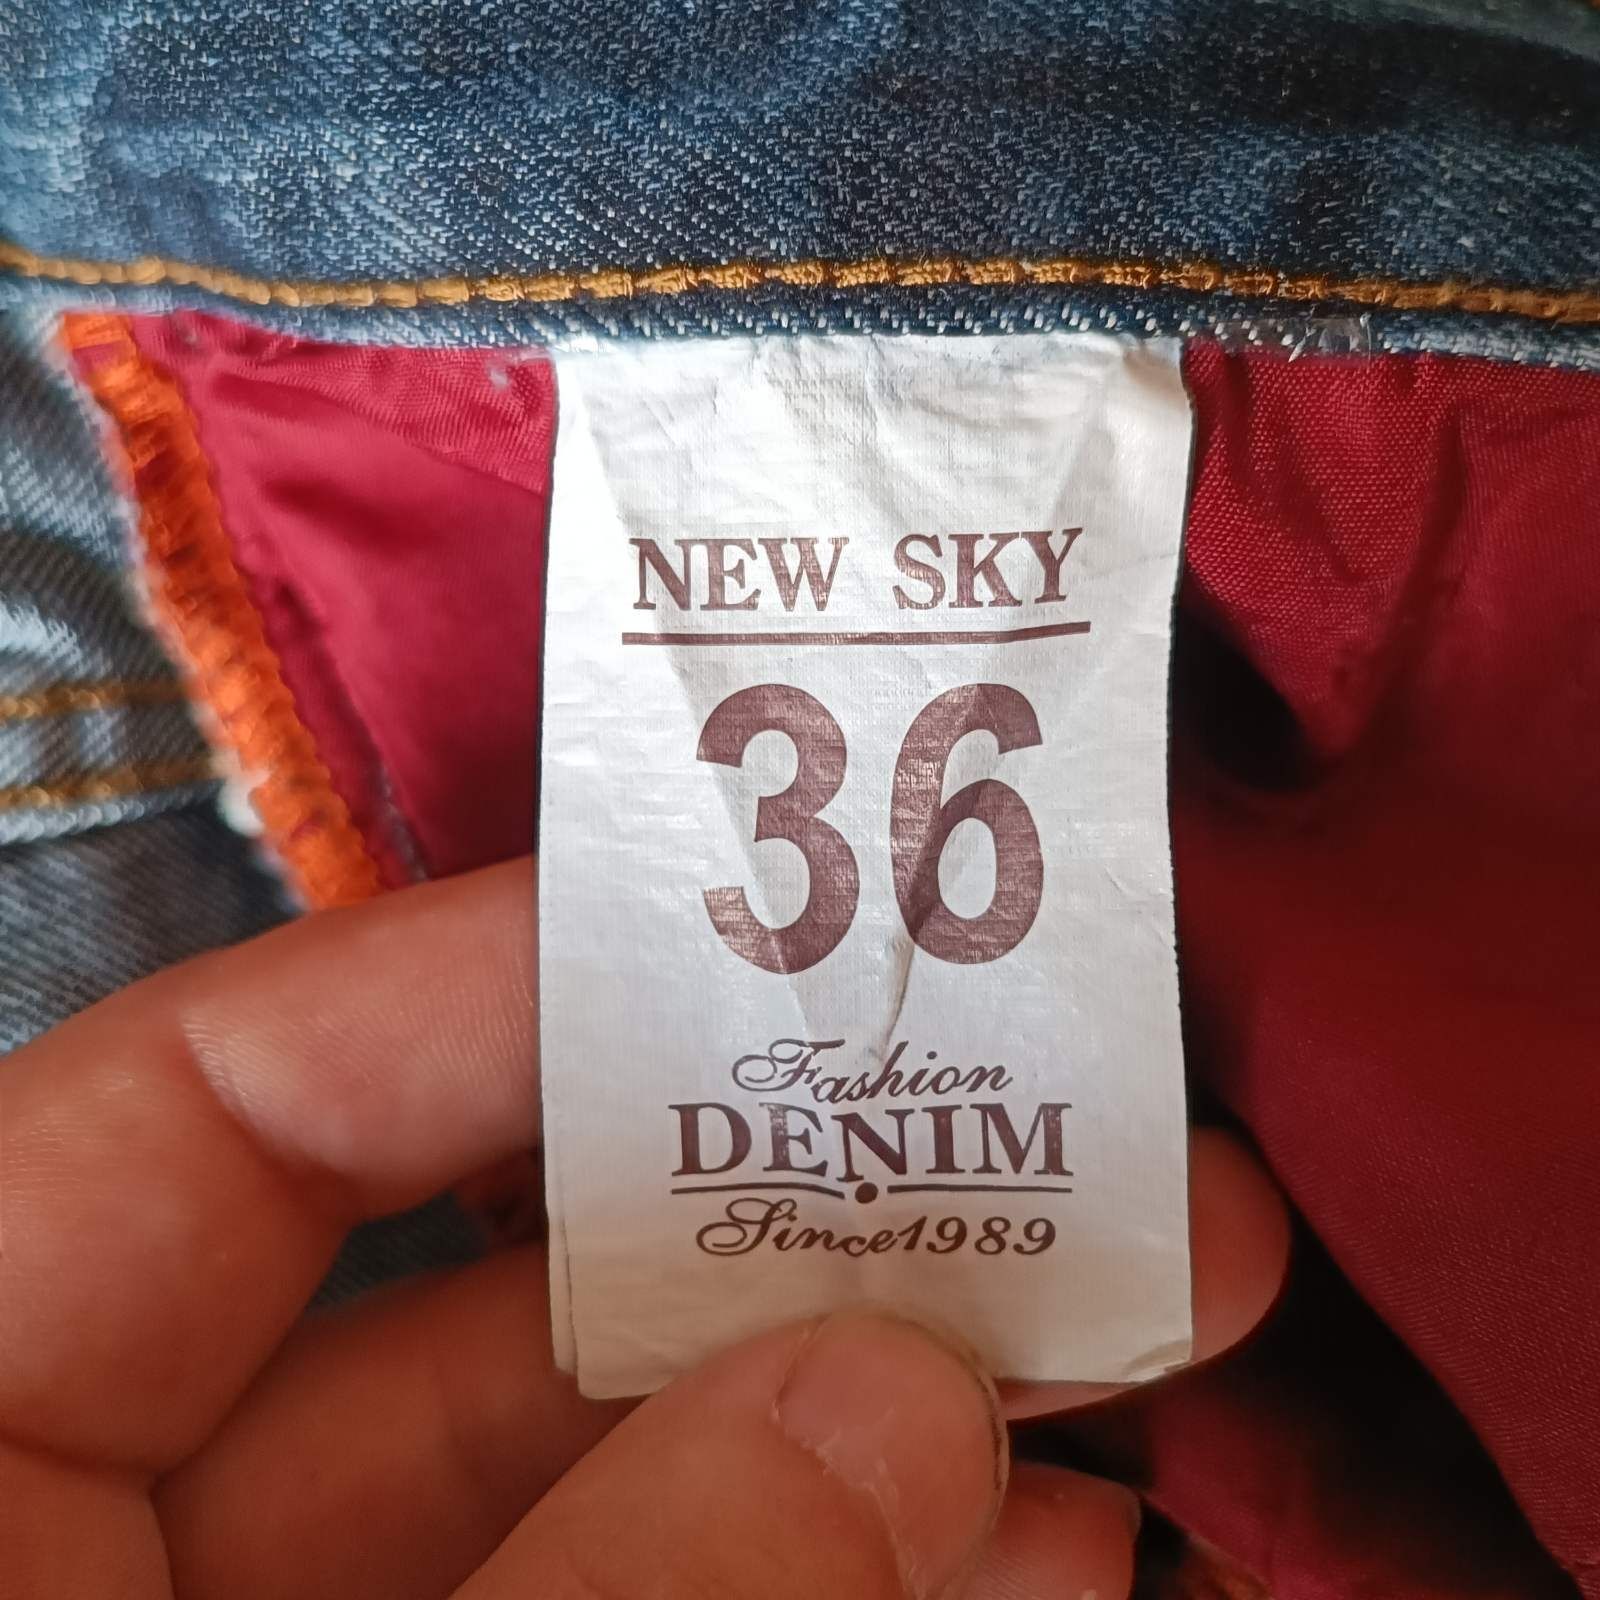 NEW SKY
36
Fashion
DENIM
Since1989